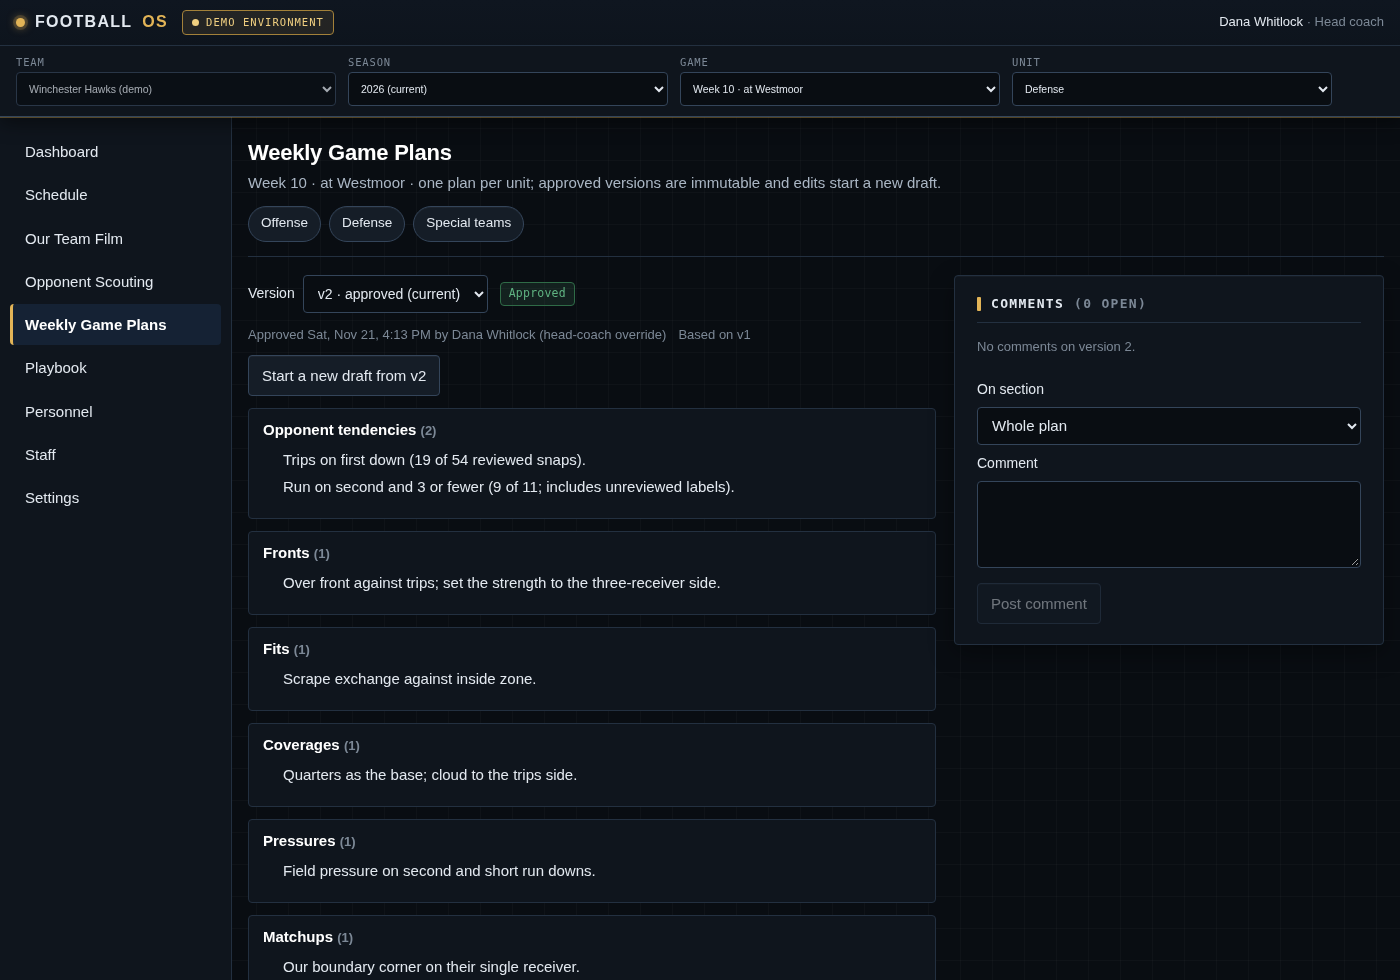 FOOTBALL OS
DEMO ENVIRONMENT
Dana Whitlock · Head coach
TEAM
SEASON
GAME
UNIT
Winchester Hawks (demo)
2026 (current)
Week 10 · at Westmoor
Defense
Dashboard
Schedule
Our Team Film
Opponent Scouting
Weekly Game Plans
Playbook
Personnel
Staff
Settings
Weekly Game Plans
Week 10 · at Westmoor · one plan per unit; approved versions are immutable and edits start a new draft.
Offense
Defense
Special teams
Version
v2 · approved (current)
Approved
Approved Sat, Nov 21, 4:13 PM by Dana Whitlock (head-coach override) Based on v1
Start a new draft from v2
Opponent tendencies (2)
Trips on first down (19 of 54 reviewed snaps).
Run on second and 3 or fewer (9 of 11; includes unreviewed labels).
Fronts (1)
Over front against trips; set the strength to the three-receiver side.
Fits (1)
Scrape exchange against inside zone.
Coverages (1)
Quarters as the base; cloud to the trips side.
Pressures (1)
Field pressure on second and short run downs.
Matchups (1)
Our boundary corner on their single receiver.
COMMENTS (0 OPEN)
No comments on version 2.
On section
Whole plan
Comment
Post comment